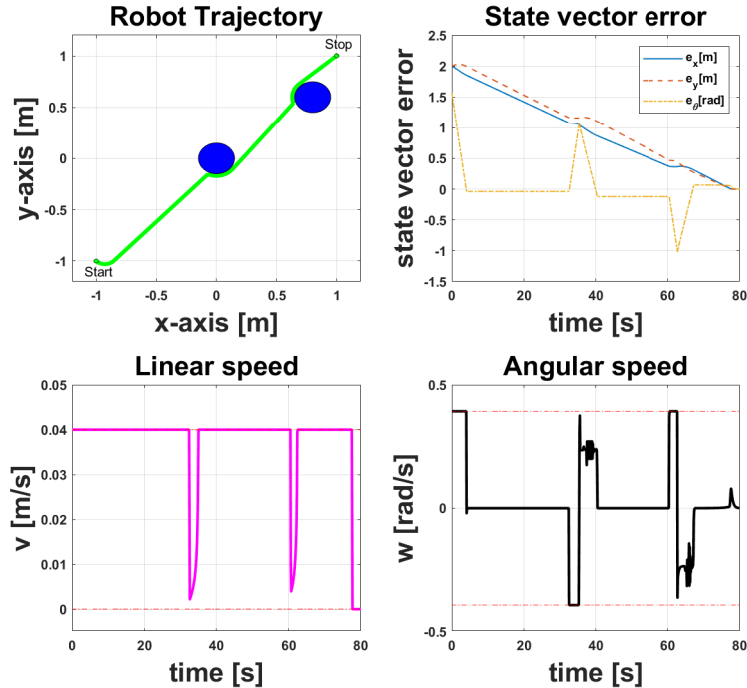 Robot Trajectory
Stop
1
0.5
0
-0.5
-1
y-axis [m]
Start
-1
-0.5
0
0.5
1
x-axis [m]
State vector error
2.5
2
1.5
1
0.5
0
-0.5
-1
-1.5
state vector error
e_x[m]
e_y[m]
e_θ[rad]
0
20
40
60
80
time [s]
Linear speed
0.05
0.04
0.03
0.02
0.01
0
v [m/s]
0
20
40
60
80
time [s]
Angular speed
0.5
0
-0.5
w [rad/s]
0
20
40
60
80
time [s]